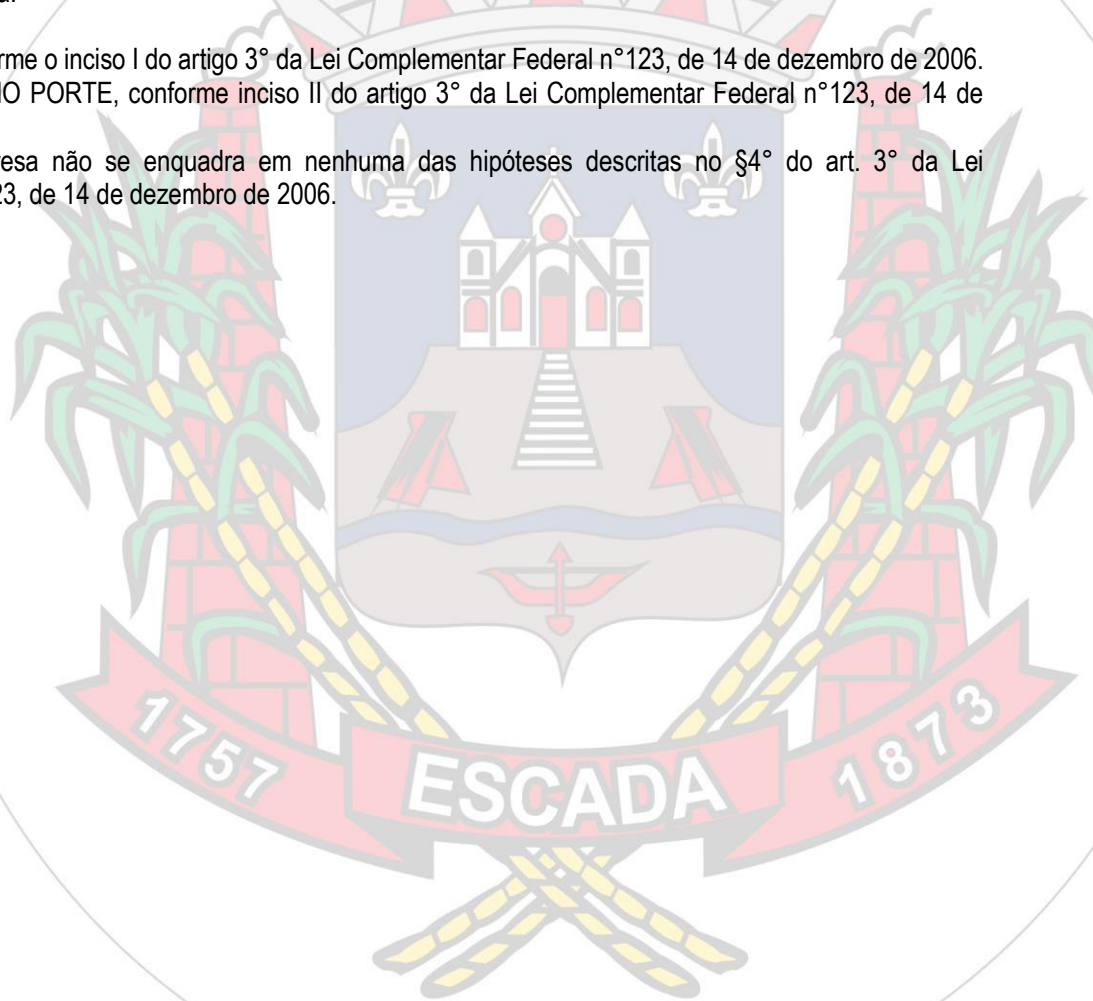 rme o inciso I do artigo 3° da Lei Complementar Federal n°123, de 14 de dezembro de 2006.
IO PORTE, conforme inciso II do artigo 3° da Lei Complementar Federal n°123, de 14 de
esa não se enquadra em nenhuma das hipóteses descritas no §4° do art. 3° da Lei
23, de 14 de dezembro de 2006.
1757
ESCADA
1873